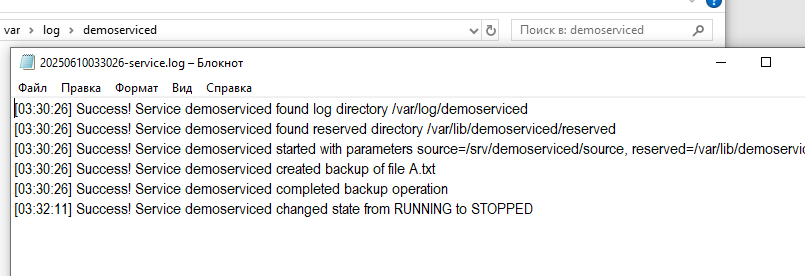 var > log > demoserviced
Поиск в: demoserviced
20250610033026-service.log – Блокнот
Файл Правка Формат Вид Справка
[03:30:26] Success! Service demoserviced found log directory /var/log/demoserviced
[03:30:26] Success! Service demoserviced found reserved directory /var/lib/demoserviced/reserved
[03:30:26] Success! Service demoserviced started with parameters source=/srv/demoserviced/source, reserved=/var/lib/demoservic
[03:30:26] Success! Service demoserviced created backup of file A.txt
[03:30:26] Success! Service demoserviced completed backup operation
[03:32:11] Success! Service demoserviced changed state from RUNNING to STOPPED